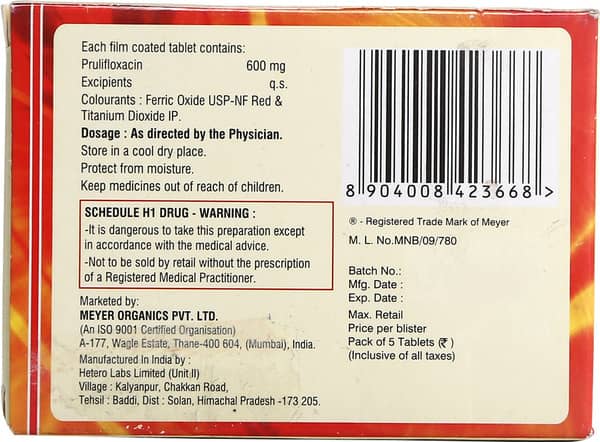 Each film coated tablet contains:
Prulifloxacin 600 mg
Excipients q.s.
Colourants : Ferric Oxide USP-NF Red &
Titanium Dioxide IP.
Dosage : As directed by the Physician.
Store in a cool dry place.
Protect from moisture.
Keep medicines out of reach of children.
SCHEDULE H1 DRUG - WARNING :
-It is dangerous to take this preparation except
in accordance with the medical advice.
-Not to be sold by retail without the prescription
of a Registered Medical Practitioner.
Marketed by:
MEYER ORGANICS PVT. LTD.
(An ISO 9001 Certified Organisation)
A-177, Wagle Estate, Thane-400 604, (Mumbai), India.
Manufactured In India by :
Hetero Labs Limited (Unit II)
Village : Kalyanpur, Chakkan Road,
Tehsil : Baddi, Dist : Solan, Himachal Pradesh -173 205.
8 904008 423668 >
® - Registered Trade Mark of Meyer
M. L. No.MNB/09/780
Batch No.:
Mfg. Date :
Exp. Date :
Max. Retail
Price per blister
Pack of 5 Tablets (₹ )
(Inclusive of all taxes)